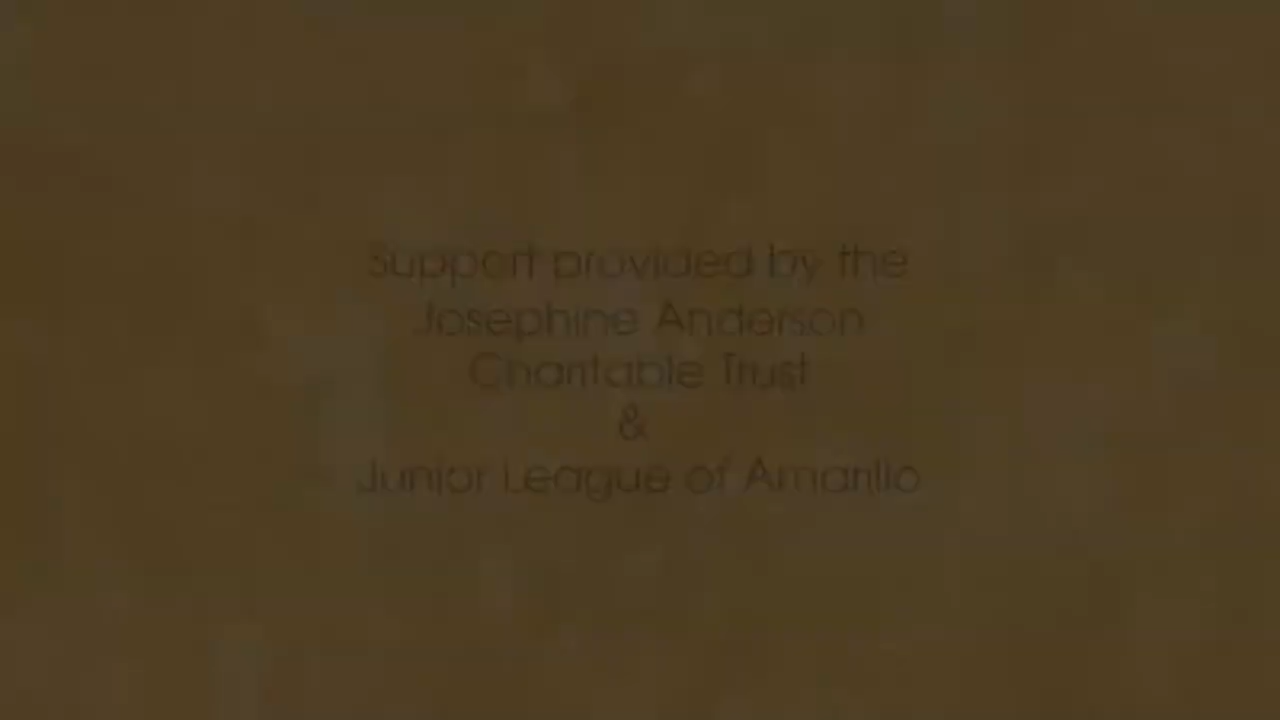 Support provided by the
Josephine Anderson
Charitable Trust
&
Junior League of Amarillo